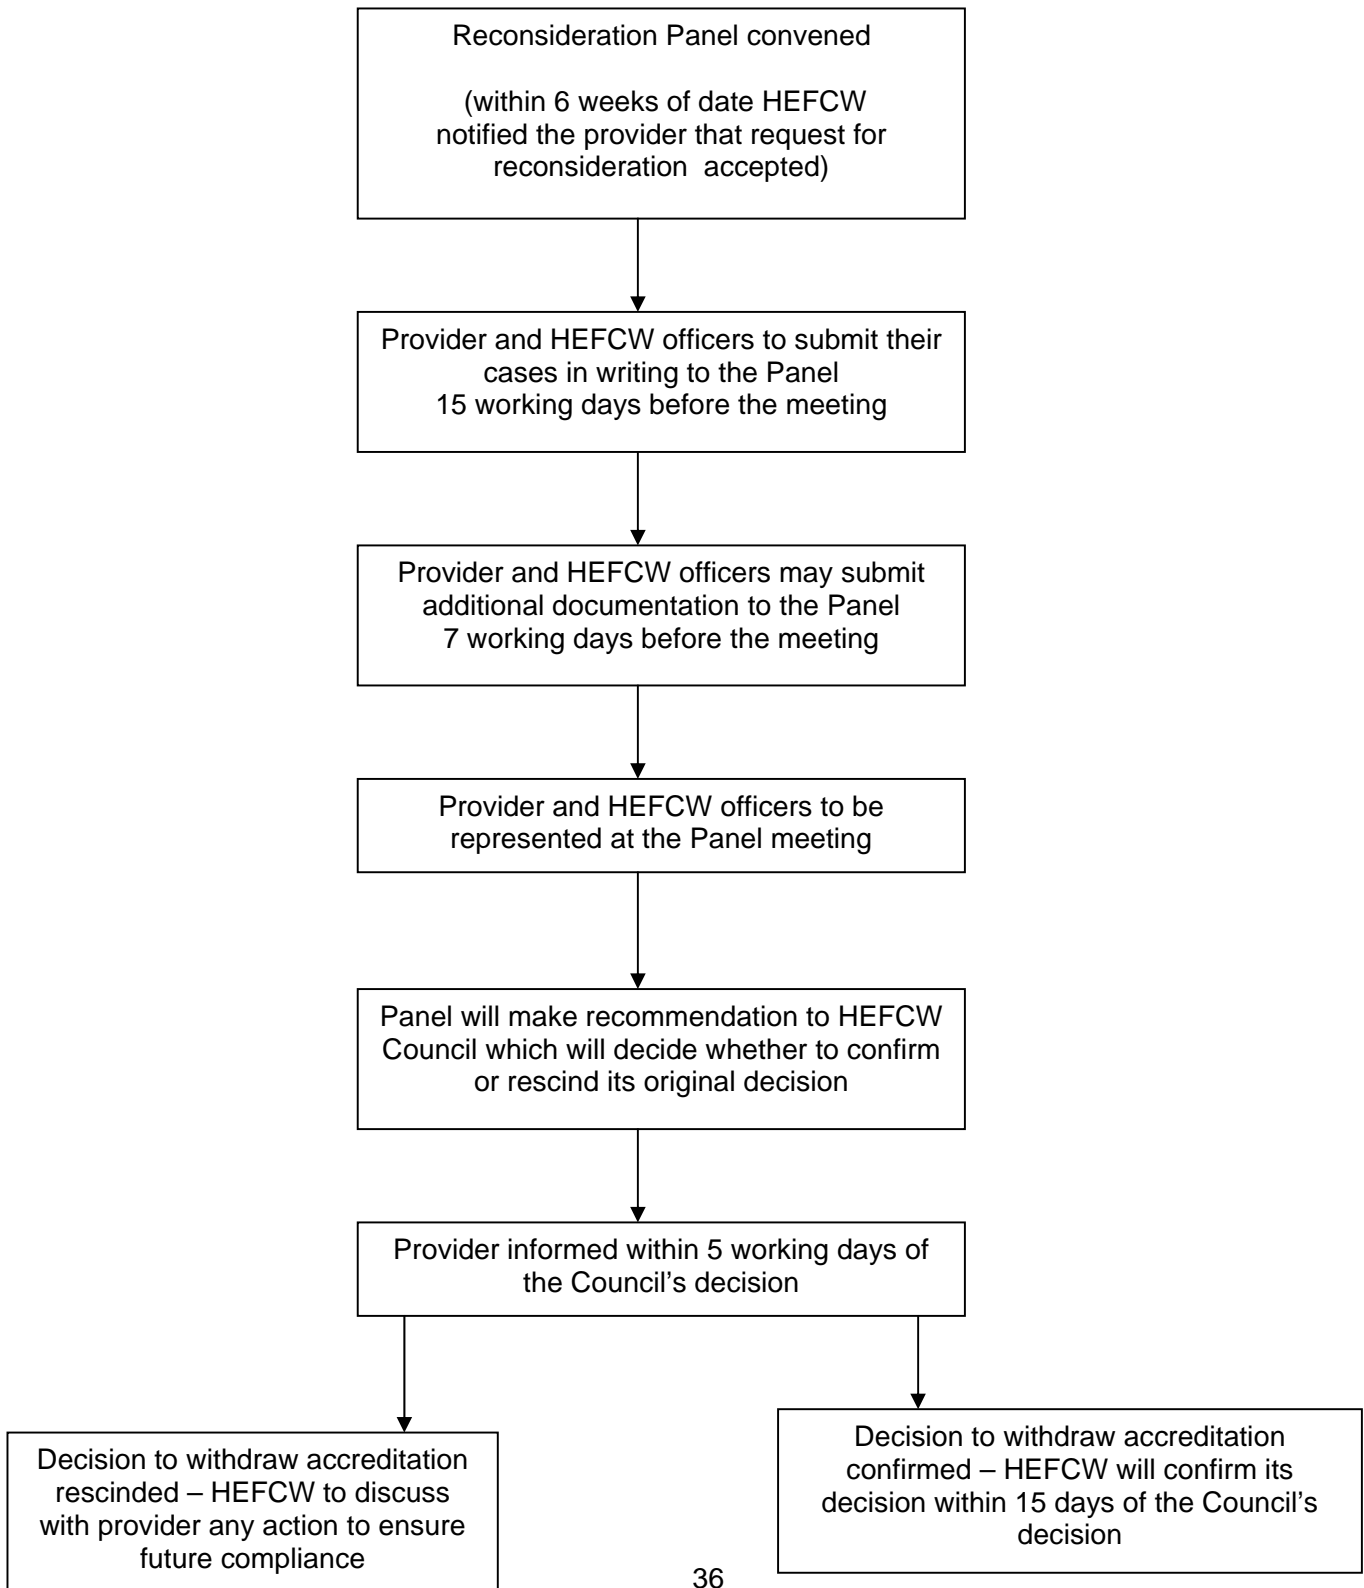 Reconsideration Panel convened
(within 6 weeks of date HEFCW
notified the provider that request for
reconsideration  accepted)
Provider and HEFCW officers to submit their
cases in writing to the Panel
15 working days before the meeting
Provider and HEFCW officers may submit
additional documentation to the Panel
7 working days before the meeting
Provider and HEFCW officers to be
represented at the Panel meeting
Panel will make recommendation to HEFCW
Council which will decide whether to confirm
or rescind its original decision
Provider informed within 5 working days of
the Council’s decision
Decision to withdraw accreditation
rescinded – HEFCW to discuss
with provider any action to ensure
future compliance
Decision to withdraw accreditation
confirmed – HEFCW will confirm its
decision within 15 days of the Council’s
decision
36